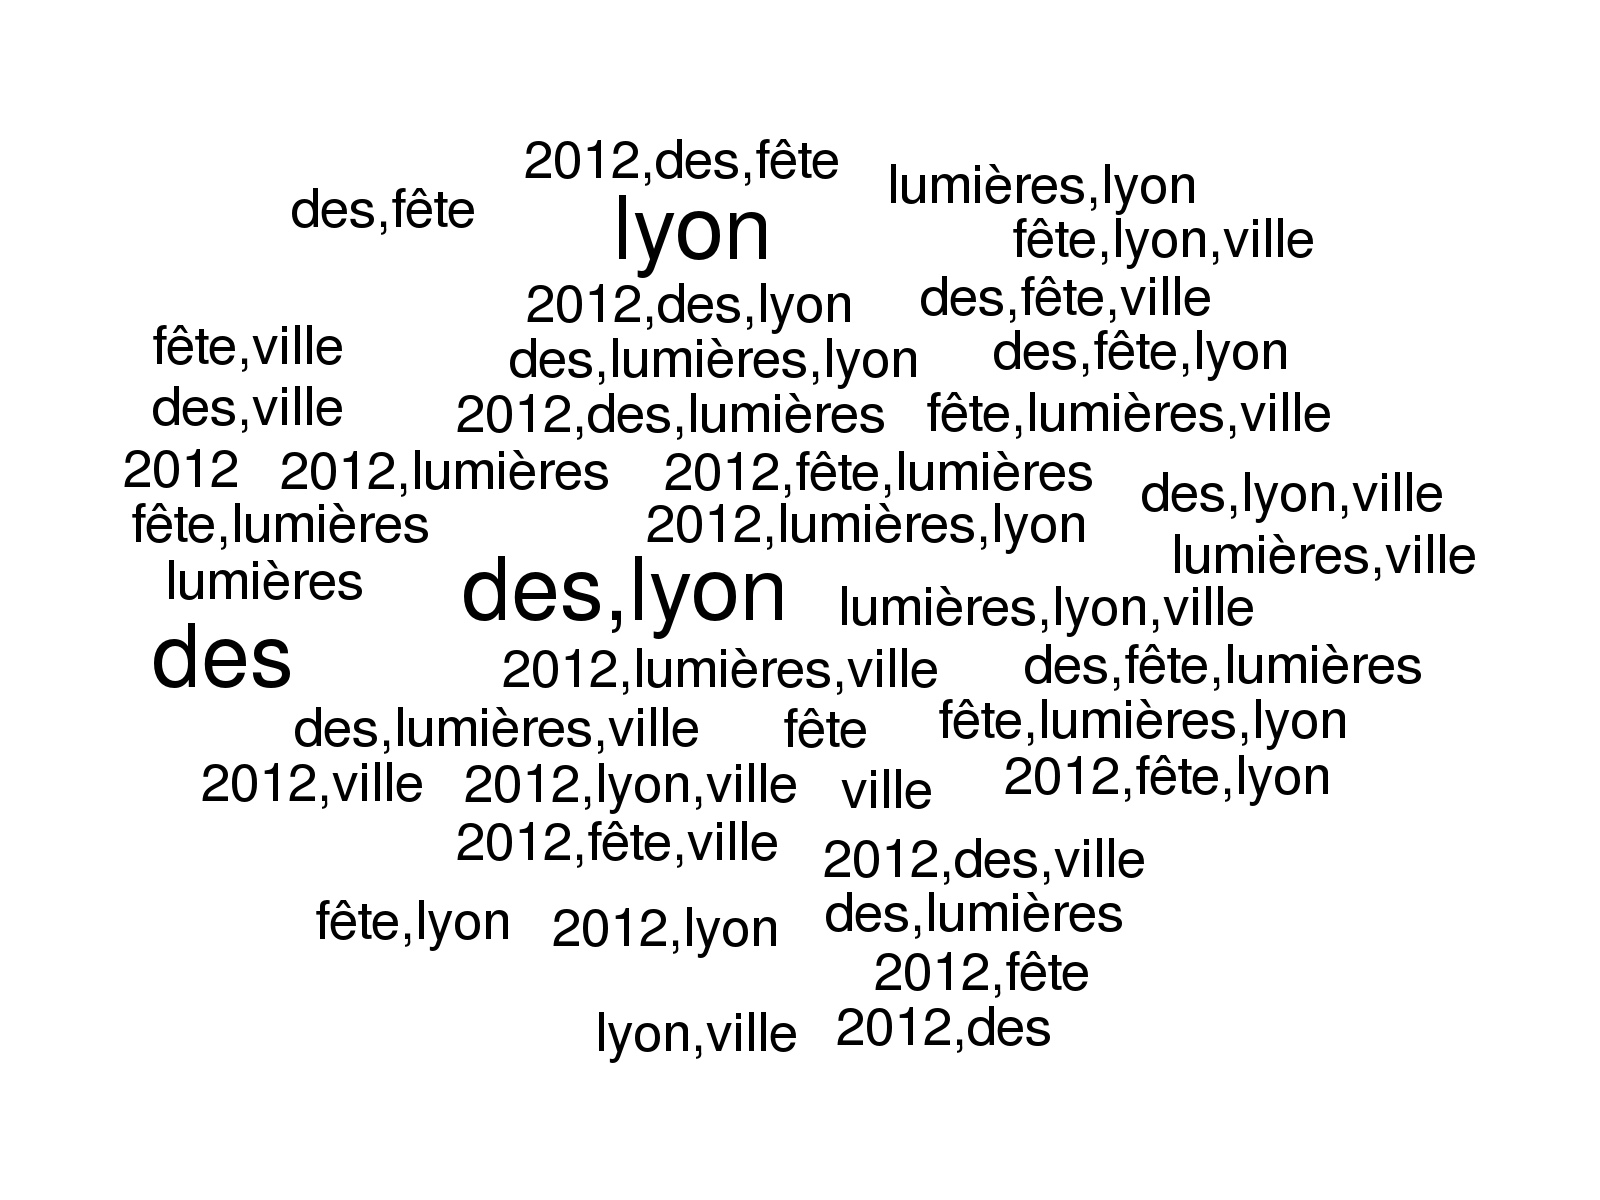 2012,des,fête
lumières,lyon
des,fête
lyon
fête,lyon,ville
2012,des,lyon
des,fête,ville
fête,ville
des,lumières,lyon
des,fête,lyon
des,ville
2012,des,lumières
fête,lumières,ville
2012
2012,lumières
2012,fête,lumières
des,lyon,ville
fête,lumières
2012,lumières,lyon
lumières,ville
lumières
des,lyon
lumières,lyon,ville
des
2012,lumières,ville
des,fête,lumières
des,lumières,ville
fête
fête,lumières,lyon
2012,ville
2012,lyon,ville
ville
2012,fête,lyon
2012,fête,ville
2012,des,ville
fête,lyon
2012,lyon
des,lumières
2012,fête
lyon,ville
2012,des